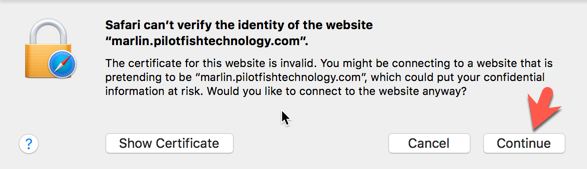 Safari can't verify the identity of the website
“marlin.pilotfishtechnology.com“.
The certificate for this website is invalid. You might be connecting to a website that is
pretending to be “marlin.pilotfishtechnology.com“, which could put your confidential
information at risk. Would you like to connect to the website anyway?
? Show Certificate Cancel Continue